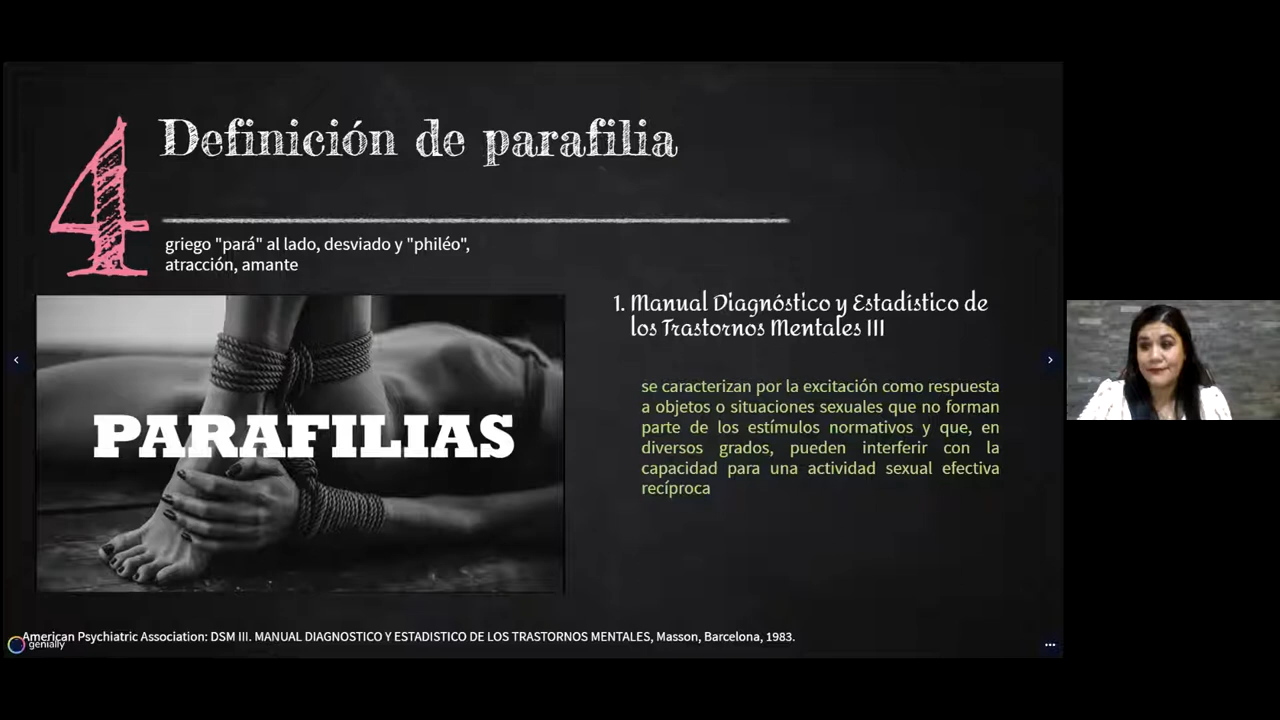 4
Definición de parafilia
griego "pará" al lado, desviado y "philéo",
atracción, amante
PARAFILIAS
1. Manual Diagnóstico y Estadístico de
los Trastornos Mentales III
se caracterizan por la excitación como respuesta
a objetos o situaciones sexuales que no forman
parte de los estímulos normativos y que, en
diversos grados, pueden interferir con la
capacidad para una actividad sexual efectiva
recíproca
American Psychiatric Association: DSM III. MANUAL DIAGNOSTICO Y ESTADISTICO DE LOS TRASTORNOS MENTALES, Masson, Barcelona, 1983.
genially